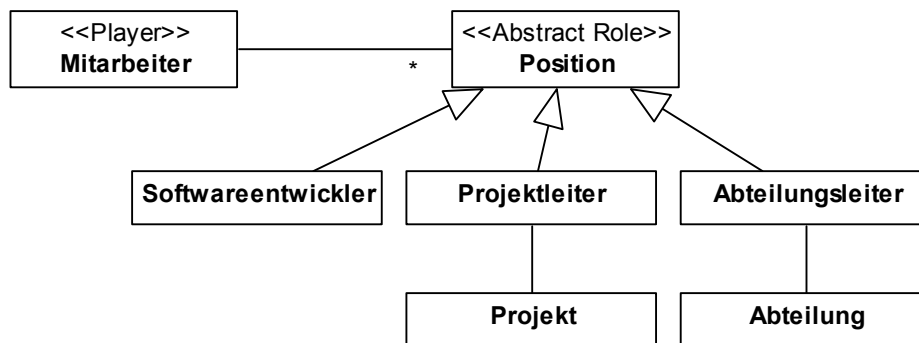 <<Player>>
Mitarbeiter
*
<<Abstract Role>>
Position
Softwareentwickler
Projektleiter
Abteilungsleiter
Projekt
Abteilung